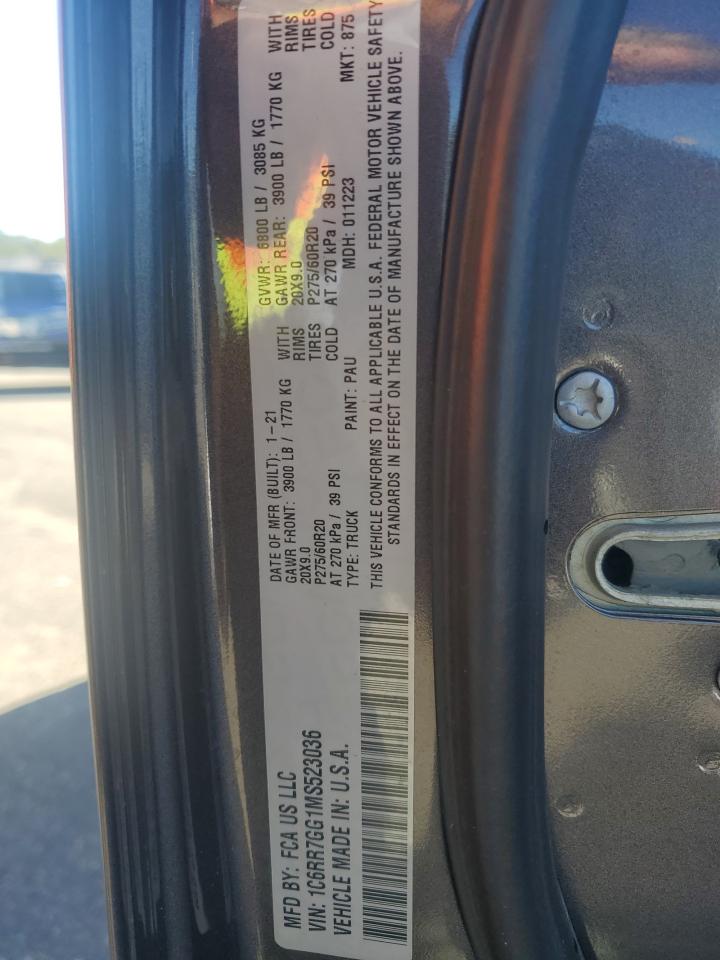 MFD BY: FCA US LLC
VIN: 1C6RR7GG1MS523036
VEHICLE MADE IN: U.S.A.
DATE OF MFR (BUILT): 1-21 GVWR: 6800 LB / 3085 KG
GAWR FRONT: 3900 LB / 1770 KG WITH GAWR REAR: 3900 LB / 1770 KG WITH
20X9.0 RIMS 20X9.0 RIMS
P275/60R20 TIRES P275/60R20 TIRES
AT 270 kPa / 39 PSI COLD AT 270 kPa / 39 PSI COLD
TYPE: TRUCK PAINT: PAU MDH: 011223 MKT: 875
THIS VEHICLE CONFORMS TO ALL APPLICABLE U.S.A. FEDERAL MOTOR VEHICLE SAFETY
STANDARDS IN EFFECT ON THE DATE OF MANUFACTURE SHOWN ABOVE.